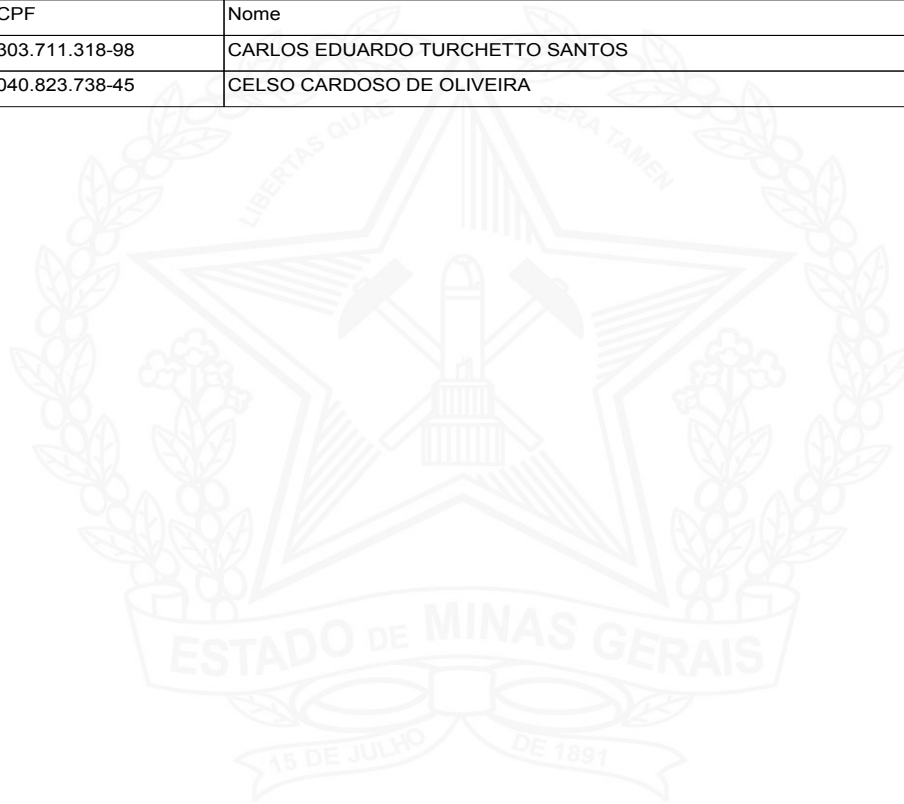 CPF Nome
303.711.318-98 CARLOS EDUARDO TURCHETTO SANTOS
040.823.738-45 CELSO CARDOSO DE OLIVEIRA
LIBERTAS QUAE SERA TAMEN
ESTADO DE MINAS GERAIS
15 DE JULHO DE 1891